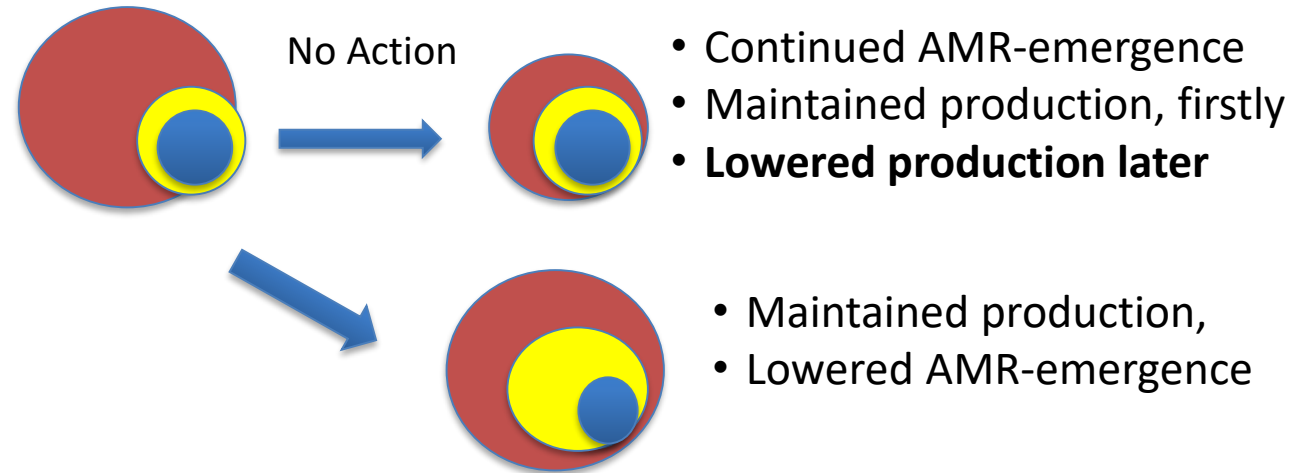 No Action
• Continued AMR-emergence
• Maintained production, firstly
• Lowered production later
• Maintained production,
• Lowered AMR-emergence